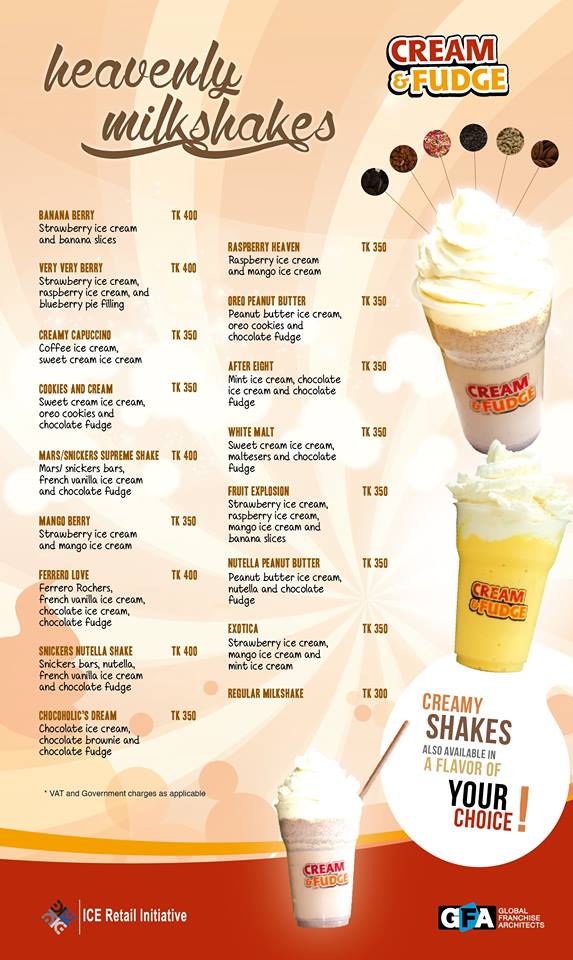 heavenly
milkshakes
CREAM
& FUDGE
BANANA BERRY TK 400
Strawberry ice cream
and banana slices
VERY VERY BERRY TK 400
Strawberry ice cream,
raspberry ice cream, and
blueberry pie filling
CREAMY CAPUCCINO TK 350
Coffee ice cream,
sweet cream ice cream
COOKIES AND CREAM TK 350
Sweet cream ice cream,
oreo cookies and
chocolate fudge
MARS/SNICKERS SUPREME SHAKE TK 400
Mars/ snickers bars,
french vanilla ice cream
and chocolate fudge
MANGO BERRY TK 350
Strawberry ice cream
and mango ice cream
FERRERO LOVE TK 400
Ferrero Rochers,
french vanilla ice cream,
chocolate ice cream,
chocolate fudge
SNICKERS NUTELLA SHAKE TK 400
Snickers bars, nutella,
french vanilla ice cream
and chocolate fudge
CHOCOHOLIC'S DREAM TK 350
Chocolate ice cream,
chocolate brownie and
chocolate fudge
* VAT and Government charges as applicable
RASPBERRY HEAVEN TK 350
Raspberry ice cream
and mango ice cream
OREO PEANUT BUTTER TK 350
Peanut butter ice cream,
oreo cookies and
chocolate fudge
AFTER EIGHT TK 350
Mint ice cream, chocolate
ice cream and chocolate
fudge
WHITE MALT TK 350
Sweet cream ice cream,
maltesers and chocolate
fudge
FRUIT EXPLOSION TK 350
Strawberry ice cream,
raspberry ice cream,
mango ice cream and
banana slices
NUTELLA PEANUT BUTTER TK 350
Peanut butter ice cream,
nutella and chocolate
fudge
EXOTICA TK 350
Strawberry ice cream,
mango ice cream and
mint ice cream
REGULAR MILKSHAKE TK 300
CREAM
& FUDGE
CREAM
& FUDGE
CREAMY
SHAKES
ALSO AVAILABLE IN
A FLAVOR OF
YOUR
CHOICE !
CREAM
& FUDGE
ICE Retail Initiative
GFA GLOBAL
FRANCHISE
ARCHITECTS